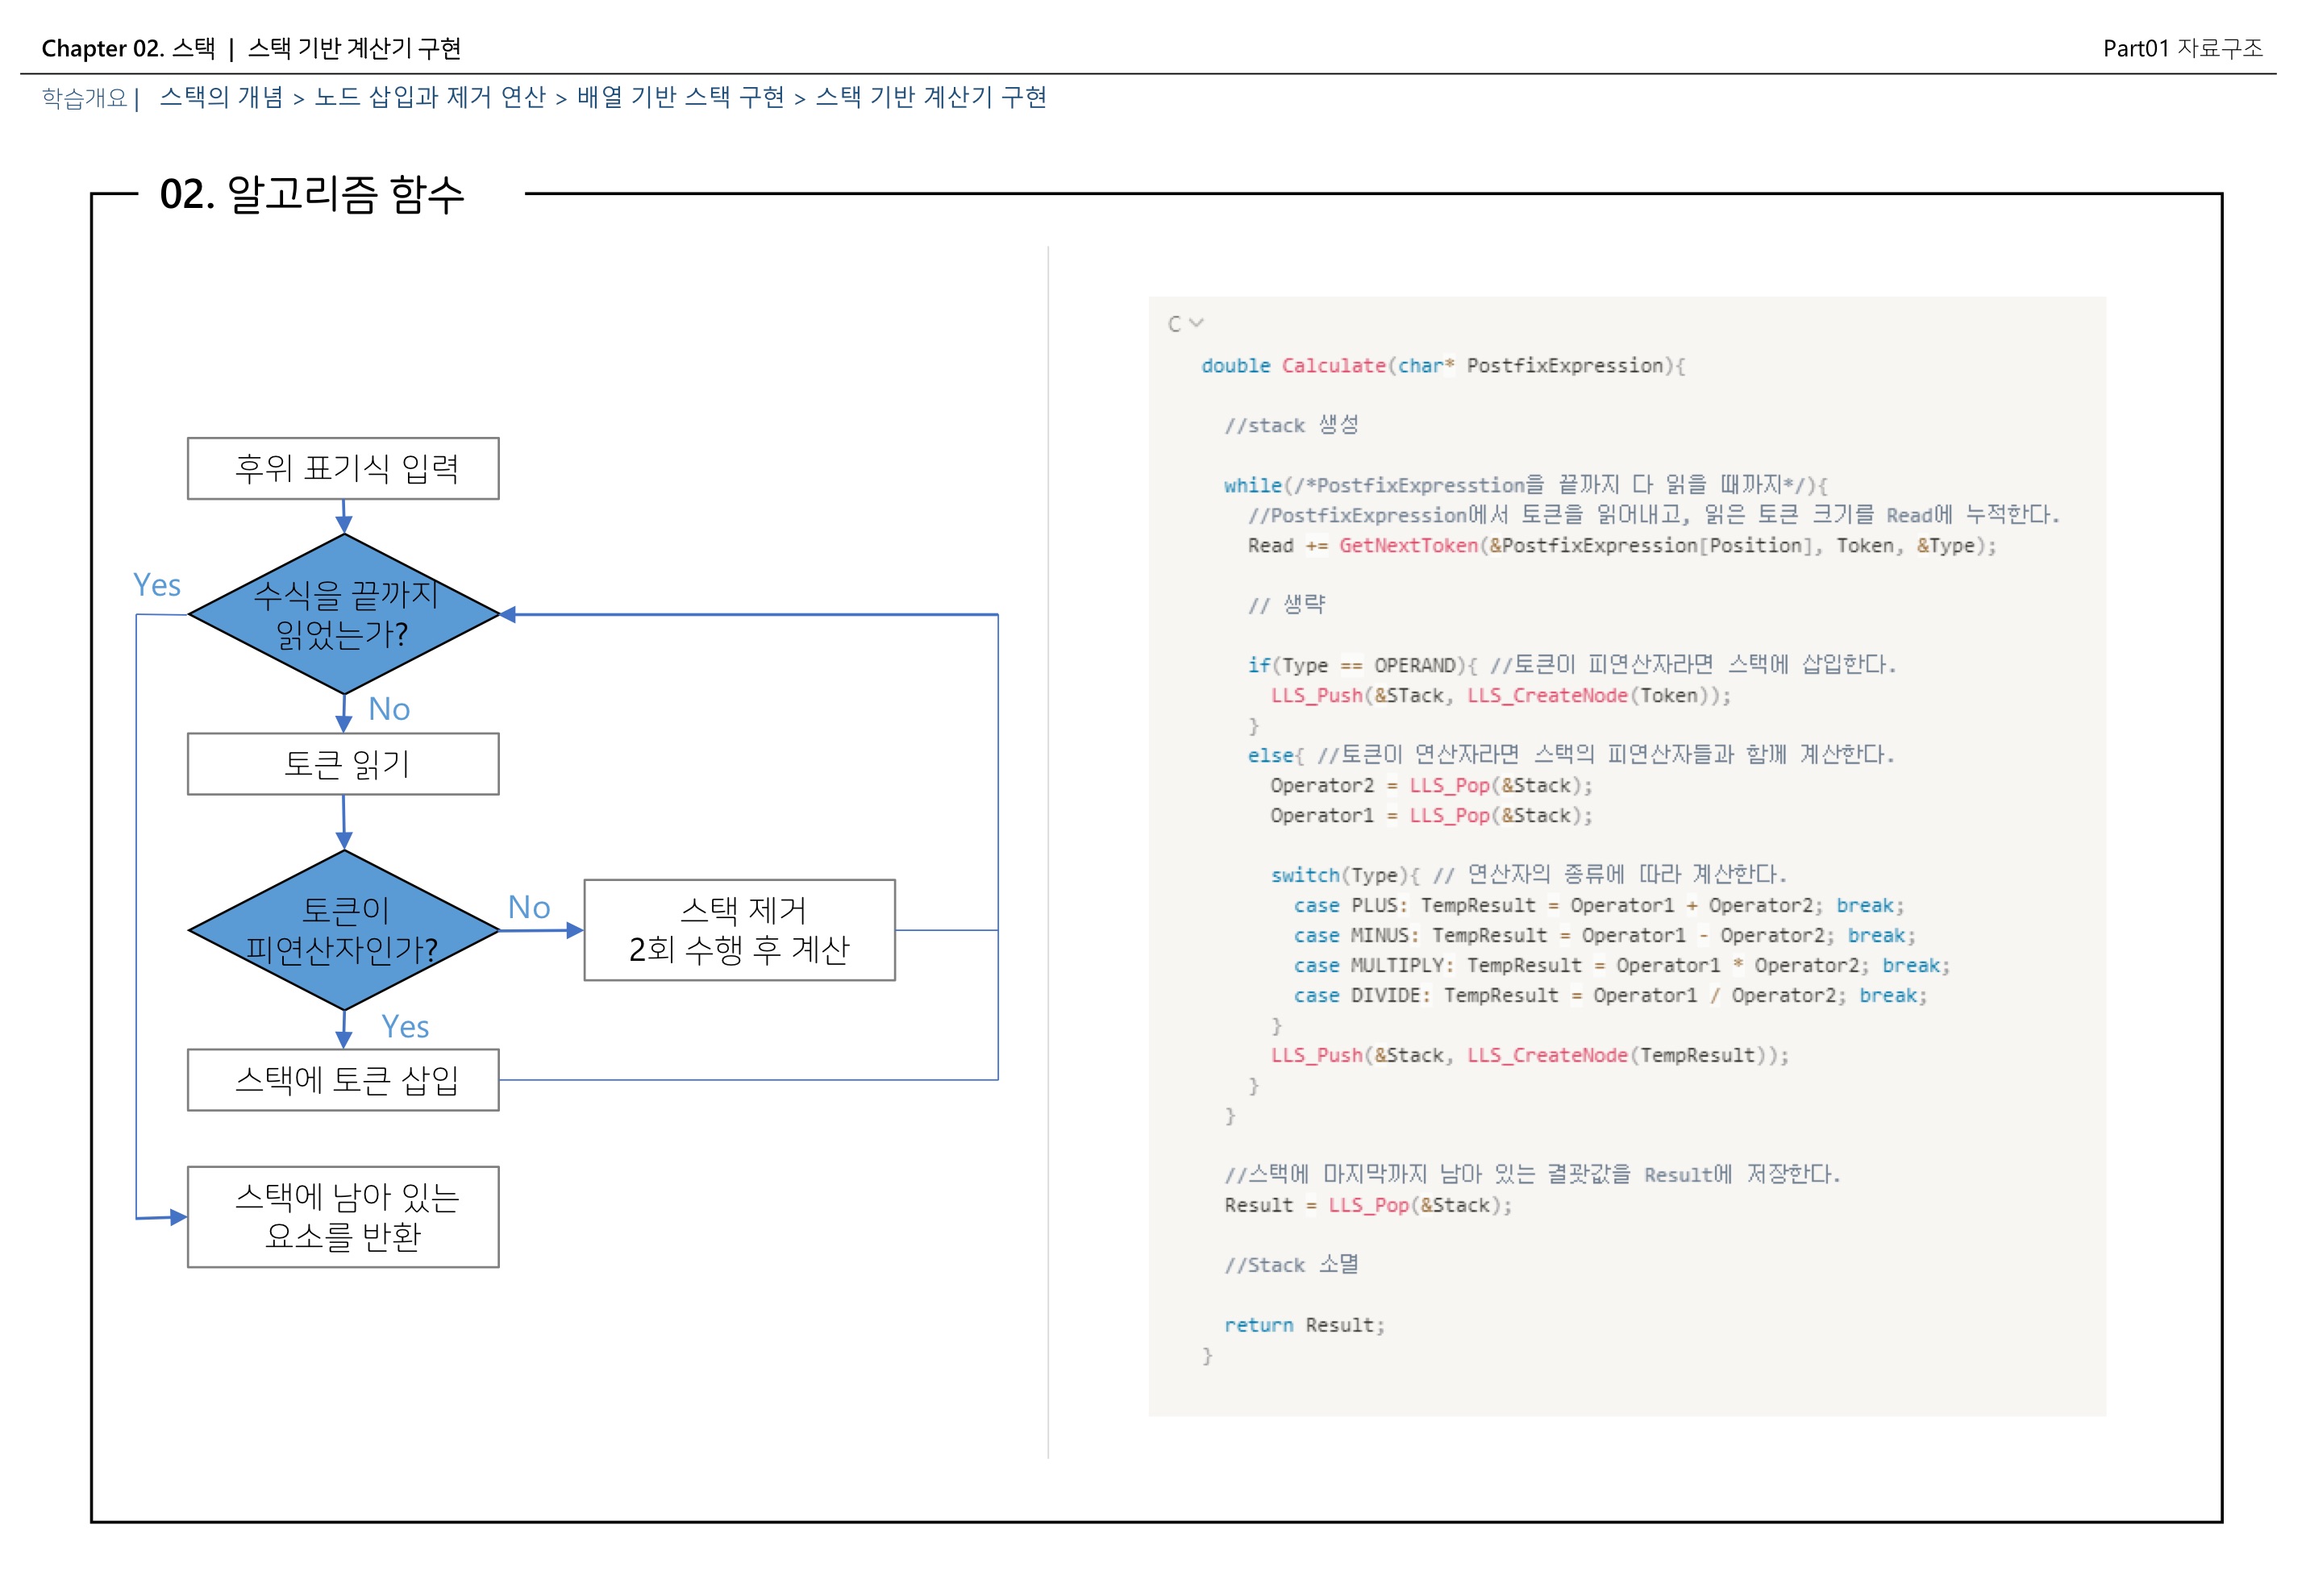 Chapter 02. 스택 | 스택 기반 계산기 구현
Part01 자료구조
학습개요 | 스택의 개념 > 노드 삽입과 제거 연산 > 배열 기반 스택 구현 > 스택 기반 계산기 구현
02. 알고리즘 함수
후위 표기식 입력
Yes
수식을 끝까지
읽었는가?
No
토큰 읽기
토큰이
피연산자인가?
No
스택 제거
2회 수행 후 계산
Yes
스택에 토큰 삽입
스택에 남아 있는
요소를 반환
C
double Calculate(char* PostfixExpression){
//stack 생성
while(/*PostfixExpresstion을 끝까지 다 읽을 때까지*/){
//PostfixExpression에서 토큰을 읽어내고, 읽은 토큰 크기를 Read에 누적한다.
Read += GetNextToken(&PostfixExpression[Position], Token, &Type);
// 생략
if(Type == OPERAND){ //토큰이 피연산자라면 스택에 삽입한다.
LLS_Push(&STack, LLS_CreateNode(Token));
}
else{ //토큰이 연산자라면 스택의 피연산자들과 함께 계산한다.
Operator2 = LLS_Pop(&Stack);
Operator1 = LLS_Pop(&Stack);
switch(Type){ // 연산자의 종류에 따라 계산한다.
case PLUS: TempResult = Operator1 + Operator2; break;
case MINUS: TempResult = Operator1 - Operator2; break;
case MULTIPLY: TempResult = Operator1 * Operator2; break;
case DIVIDE: TempResult = Operator1 / Operator2; break;
}
LLS_Push(&Stack, LLS_CreateNode(TempResult));
}
}
//스택에 마지막까지 남아 있는 결괏값을 Result에 저장한다.
Result = LLS_Pop(&Stack);
//Stack 소멸
return Result;
}